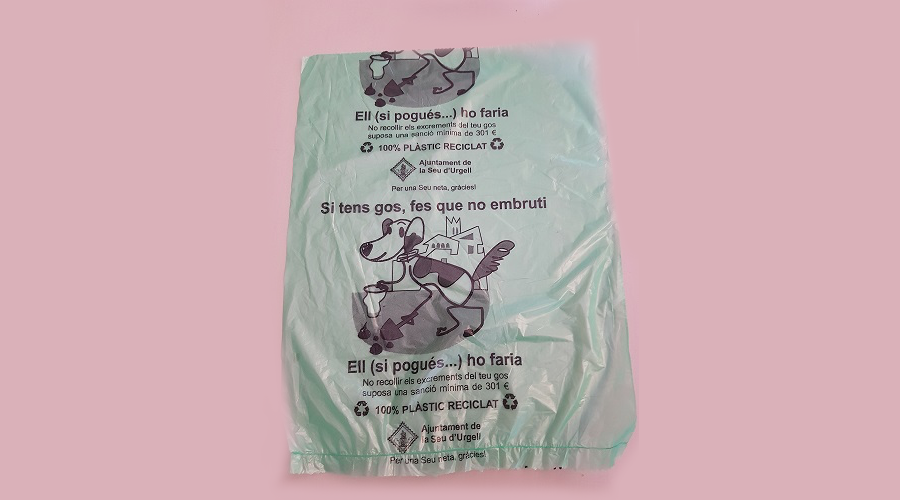 Ell (si pogués...) ho faria
No recollir els excrements del teu gos
suposa una sanció mínima de 301 €
100% PLÀSTIC RECICLAT
Ajuntament de
la Seu d'Urgell
Per una Seu neta, gràcies!
Si tens gos, fes que no embruti
Ell (si pogués...) ho faria
No recollir els excrements del teu gos
suposa una sanció mínima de 301 €
100% PLÀSTIC RECICLAT
Ajuntament de
la Seu d'Urgell
Per una Seu neta, gràcies!